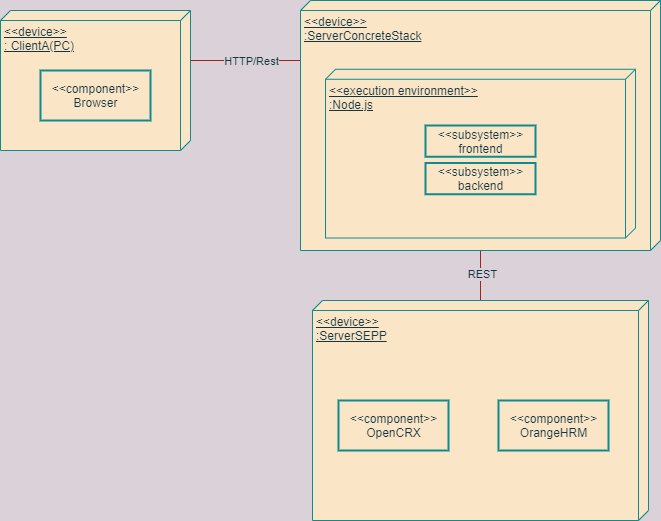 <<device>>
: ClientA(PC)
<<component>>
Browser
HTTP/Rest
<<device>>
:ServerConcreteStack
<<execution environment>>
:Node.js
<<subsystem>>
frontend
<<subsystem>>
backend
REST
<<device>>
:ServerSEPP
<<component>>
OpenCRX
<<component>>
OrangeHRM